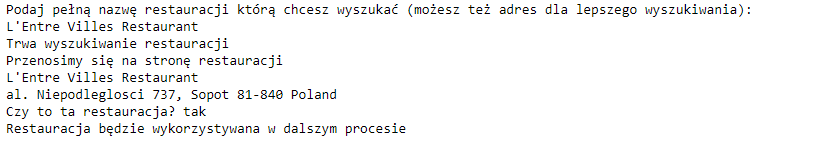 Podaj pełną nazwę restauracji którą chcesz wyszukać (możesz też adres dla lepszego wyszukiwania):
L'Entre Villes Restaurant
Trwa wyszukiwanie restauracji
Przenosimy się na stronę restauracji
L'Entre Villes Restaurant
al. Niepodleglosci 737, Sopot 81-840 Poland
Czy to ta restauracja? tak
Restauracja będzie wykorzystywana w dalszym procesie